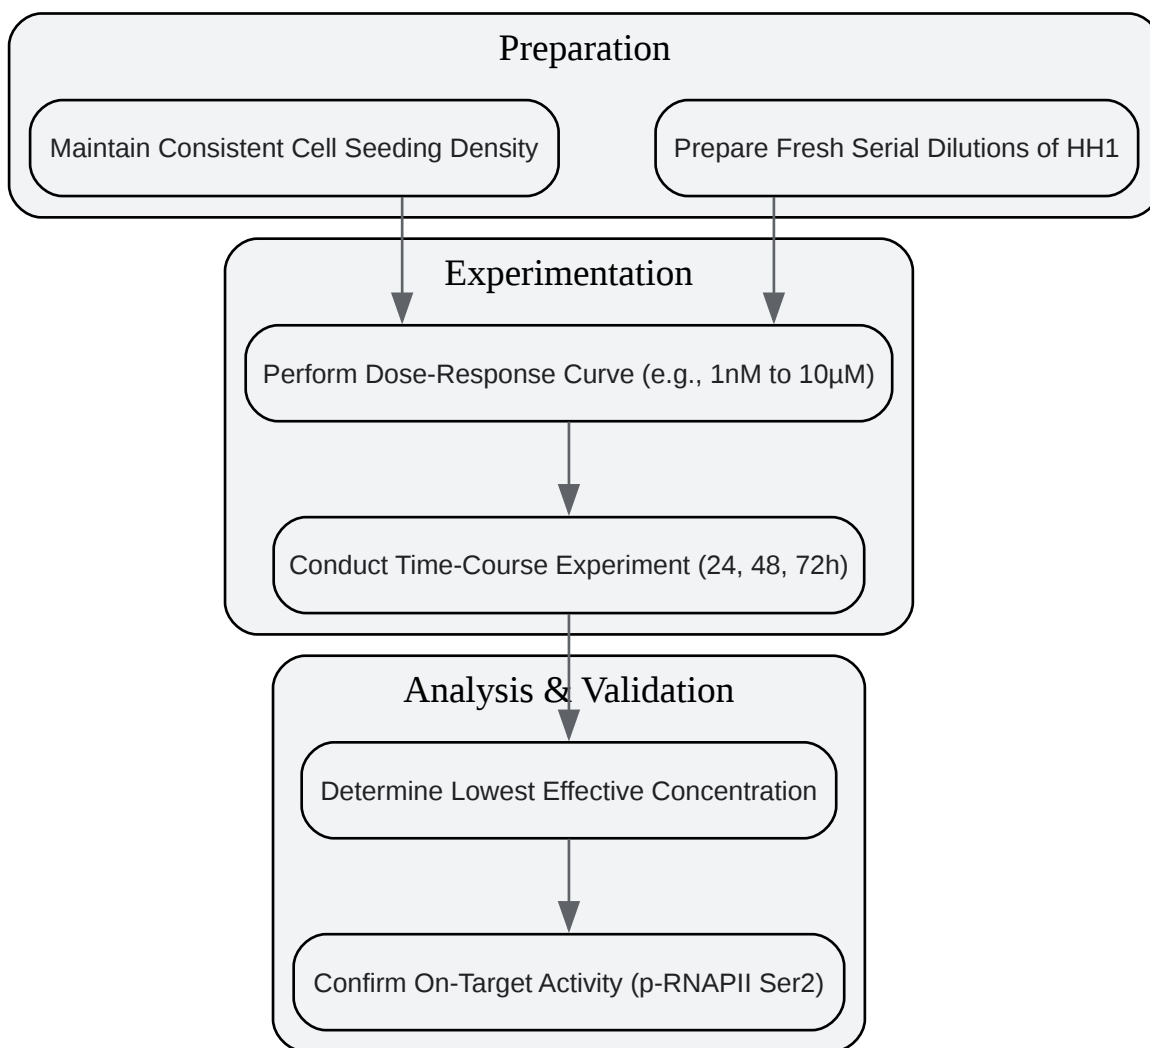 Preparation
Maintain Consistent Cell Seeding Density
Prepare Fresh Serial Dilutions of HH1
Experimentation
Perform Dose-Response Curve (e.g., 1nM to 10µM)
Conduct Time-Course Experiment (24, 48, 72h)
Analysis & Validation
Determine Lowest Effective Concentration
Confirm On-Target Activity (p-RNAPII Ser2)